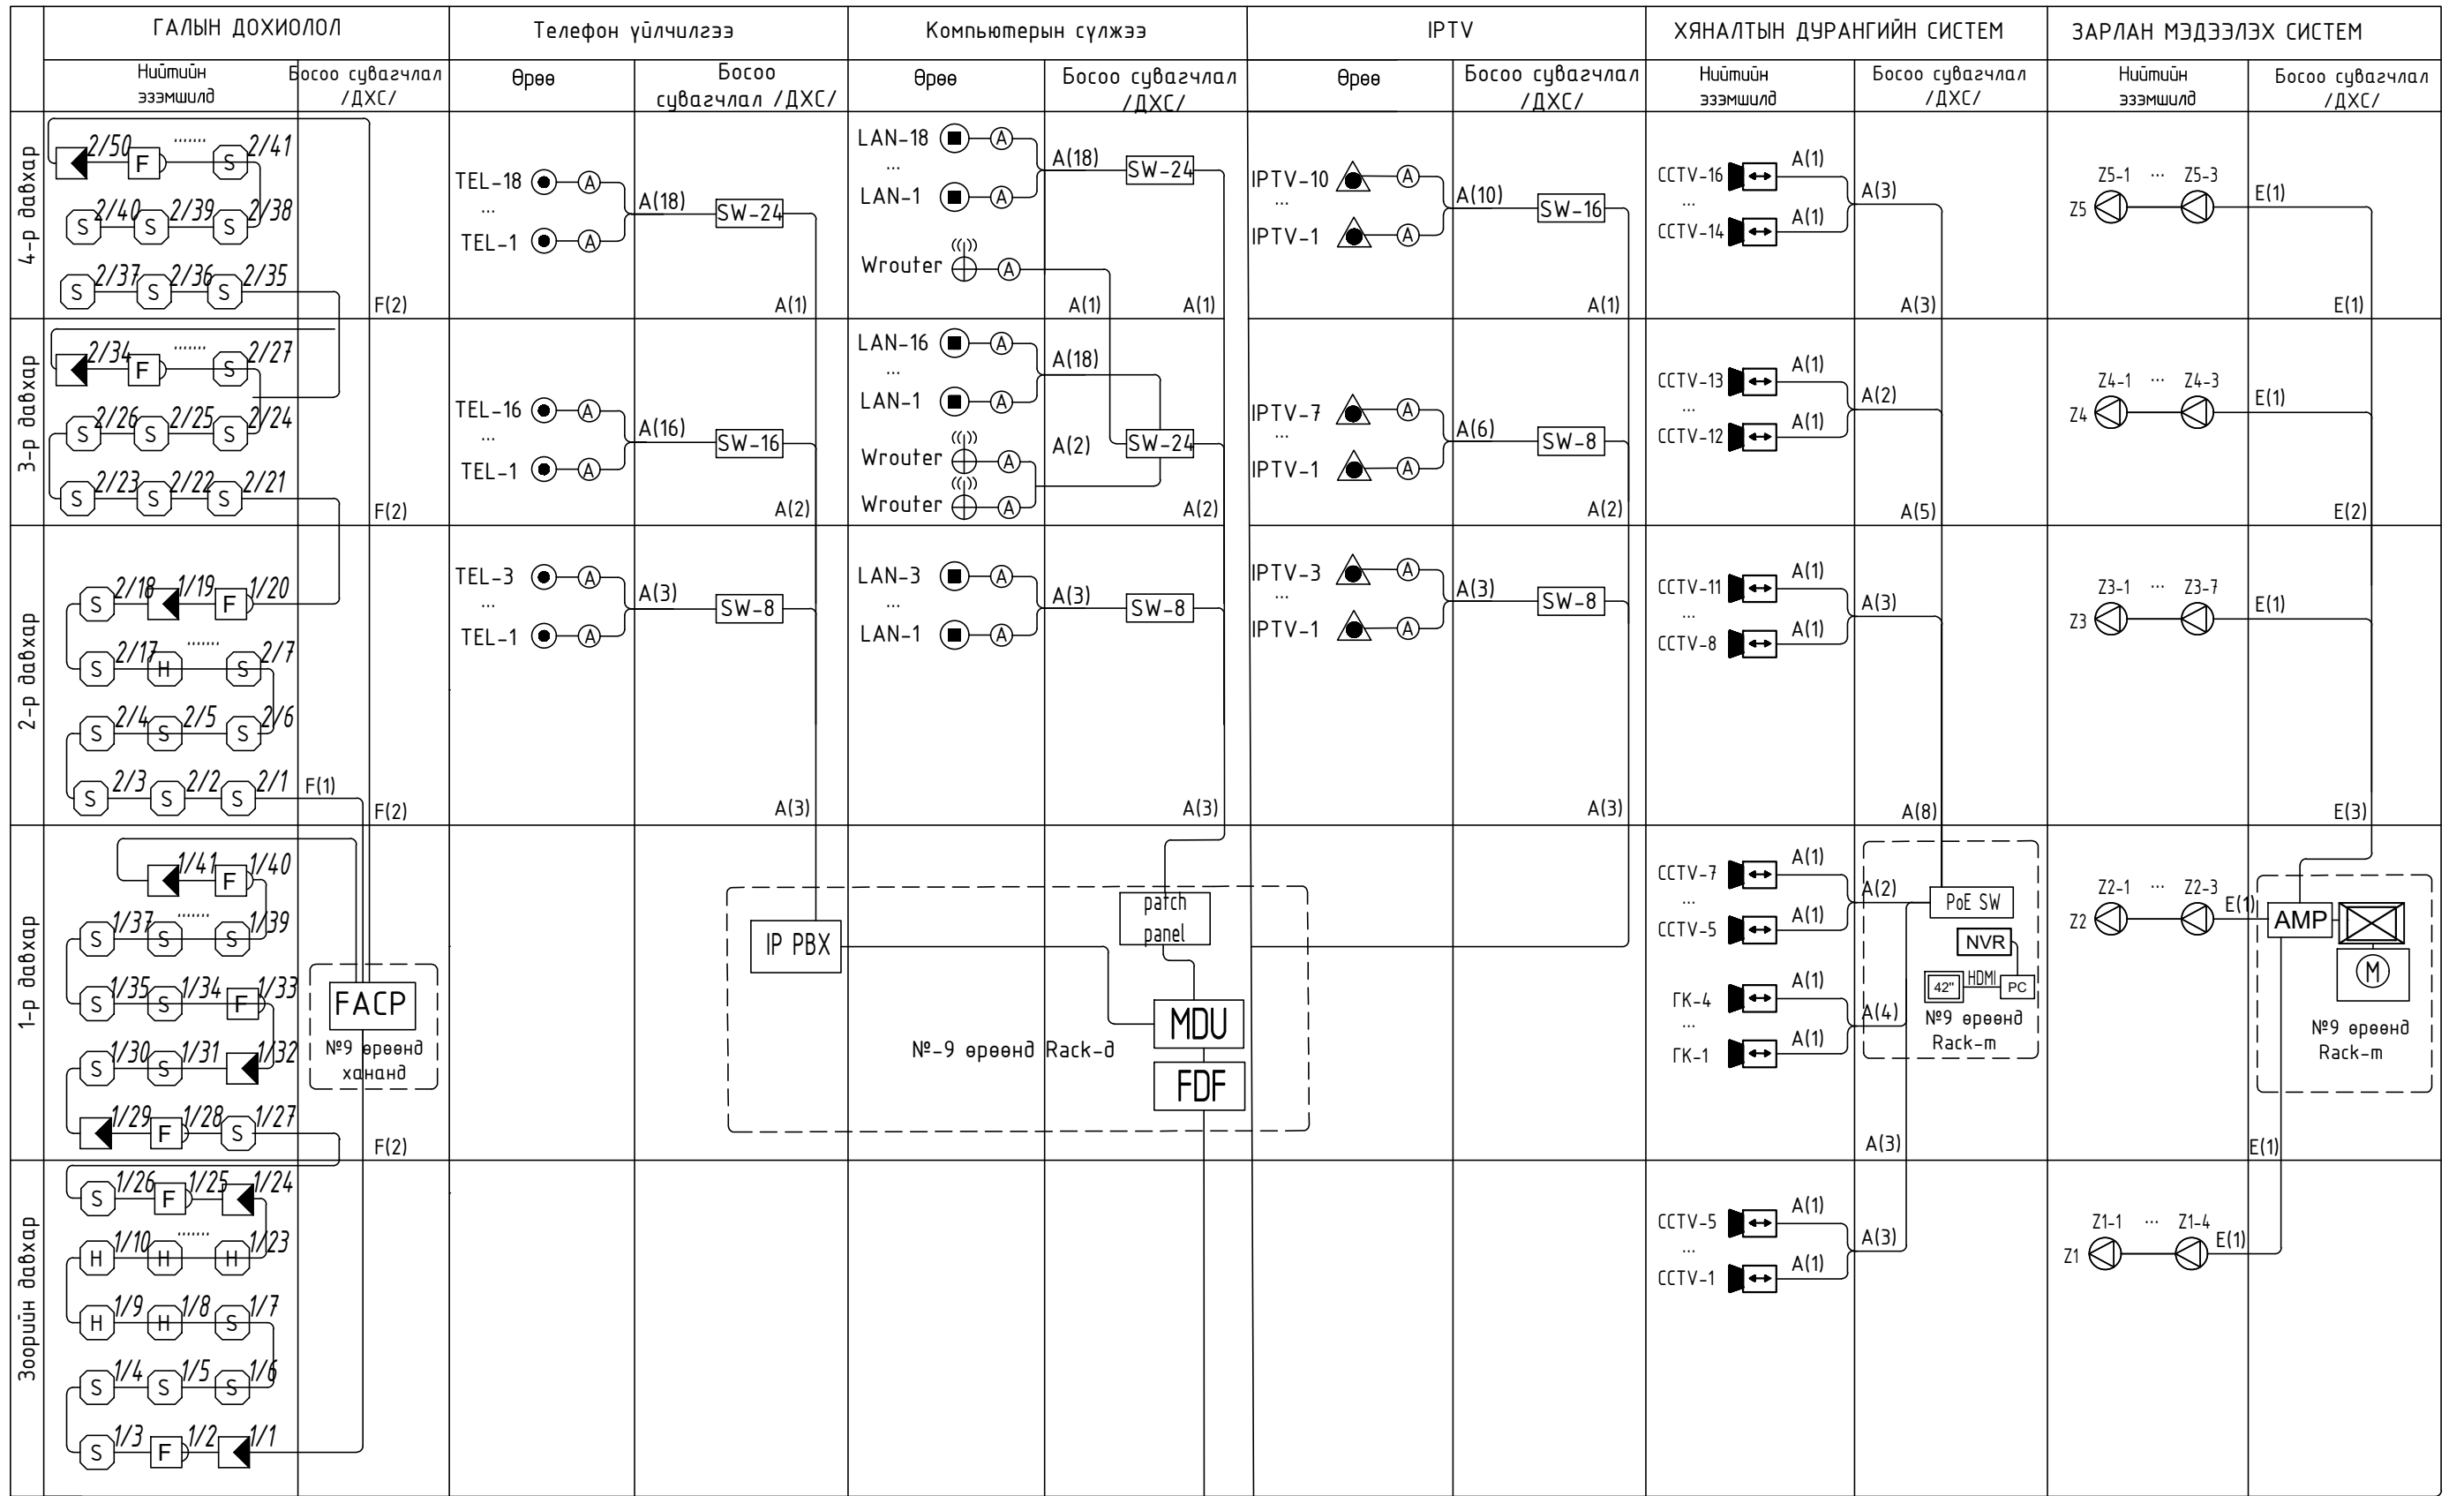 ГАЛЫН ДОХИОЛОЛ
Телефон үйлчилгээ
Компьютерын сүлжээ
IPTV
ХЯНАЛТЫН ДУРАНГИЙН СИСТЕМ
ЗАРЛАН МЭДЭЭЛЭХ СИСТЕМ
Нийтийн
эзэмшилд
Босоо сувагчлал
/ДХС/
Өрөө
Босоо
сувагчлал /ДХС/
Өрөө
Босоо сувагчлал
/ДХС/
Өрөө
Босоо сувагчлал
/ДХС/
Нийтийн
эзэмшилд
Босоо сувагчлал
/ДХС/
Нийтийн
эзэмшилд
Босоо сувагчлал
/ДХС/
4-р давхар
2/50 F ....... S 2/41
S 2/40 S 2/39 S 2/38
S 2/37 S 2/36 S 2/35
F(2)
TEL-18 A
...
TEL-1 A
A(18)
SW-24
A(1)
LAN-18 A
...
LAN-1 A
Wrouter A
A(18)
SW-24
A(1)
A(1)
IPTV-10 A
...
IPTV-1 A
A(10)
SW-16
A(1)
CCTV-16 A(1)
...
CCTV-14 A(1)
A(3)
A(3)
Z5-1 ... Z5-3
Z5
E(1)
E(1)
3-р давхар
2/34 F ....... S 2/27
S 2/26 S 2/25 S 2/24
S 2/23 S 2/22 S 2/21
F(2)
TEL-16 A
...
TEL-1 A
A(16)
SW-16
A(2)
LAN-16 A
...
LAN-1 A
Wrouter A
Wrouter A
A(18)
A(2)
SW-24
A(2)
IPTV-7 A
...
IPTV-1 A
A(6)
SW-8
A(2)
CCTV-13 A(1)
...
CCTV-12 A(1)
A(2)
A(5)
Z4-1 ... Z4-3
Z4
E(1)
E(2)
2-р давхар
S 2/18 1/19 F 1/20
S 2/17 H ....... S 2/7
S 2/4 S 2/5 S 2/6
S 2/3 S 2/2 S 2/1
F(1)
F(2)
TEL-3 A
...
TEL-1 A
A(3)
SW-8
A(3)
LAN-3 A
...
LAN-1 A
A(3)
SW-8
A(3)
IPTV-3 A
...
IPTV-1 A
A(3)
SW-8
A(3)
CCTV-11 A(1)
...
CCTV-8 A(1)
A(3)
A(8)
Z3-1 ... Z3-7
Z3
E(1)
E(3)
1-р давхар
1/41 F 1/40
S 1/37 S ....... S 1/39
S 1/35 S 1/34 F 1/33
S 1/30 S 1/31 1/32
1/29 F 1/28 S 1/27
FACP
№9 өрөөнд
хананд
F(2)
IP PBX
patch
panel
MDU
FDF
№-9 өрөөнд Rack-д
CCTV-7 A(1)
...
CCTV-5 A(1)
A(2)
ГК-4 A(1)
...
ГК-1 A(1)
A(4)
PoE SW
NVR
42" HDMI PC
№9 өрөөнд
Rack-т
A(3)
Z2-1 ... Z2-3
Z2
E(1)
AMP
M
№9 өрөөнд
Rack-т
E(1)
Зоорийн давхар
S 1/26 F 1/25 1/24
H 1/10 H ....... H 1/23
H 1/9 H 1/8 S 1/7
S 1/4 S 1/5 S 1/6
S 1/3 F 1/2 1/1
CCTV-5 A(1)
...
CCTV-1 A(1)
A(3)
Z1-1 ... Z1-4
Z1
E(1)